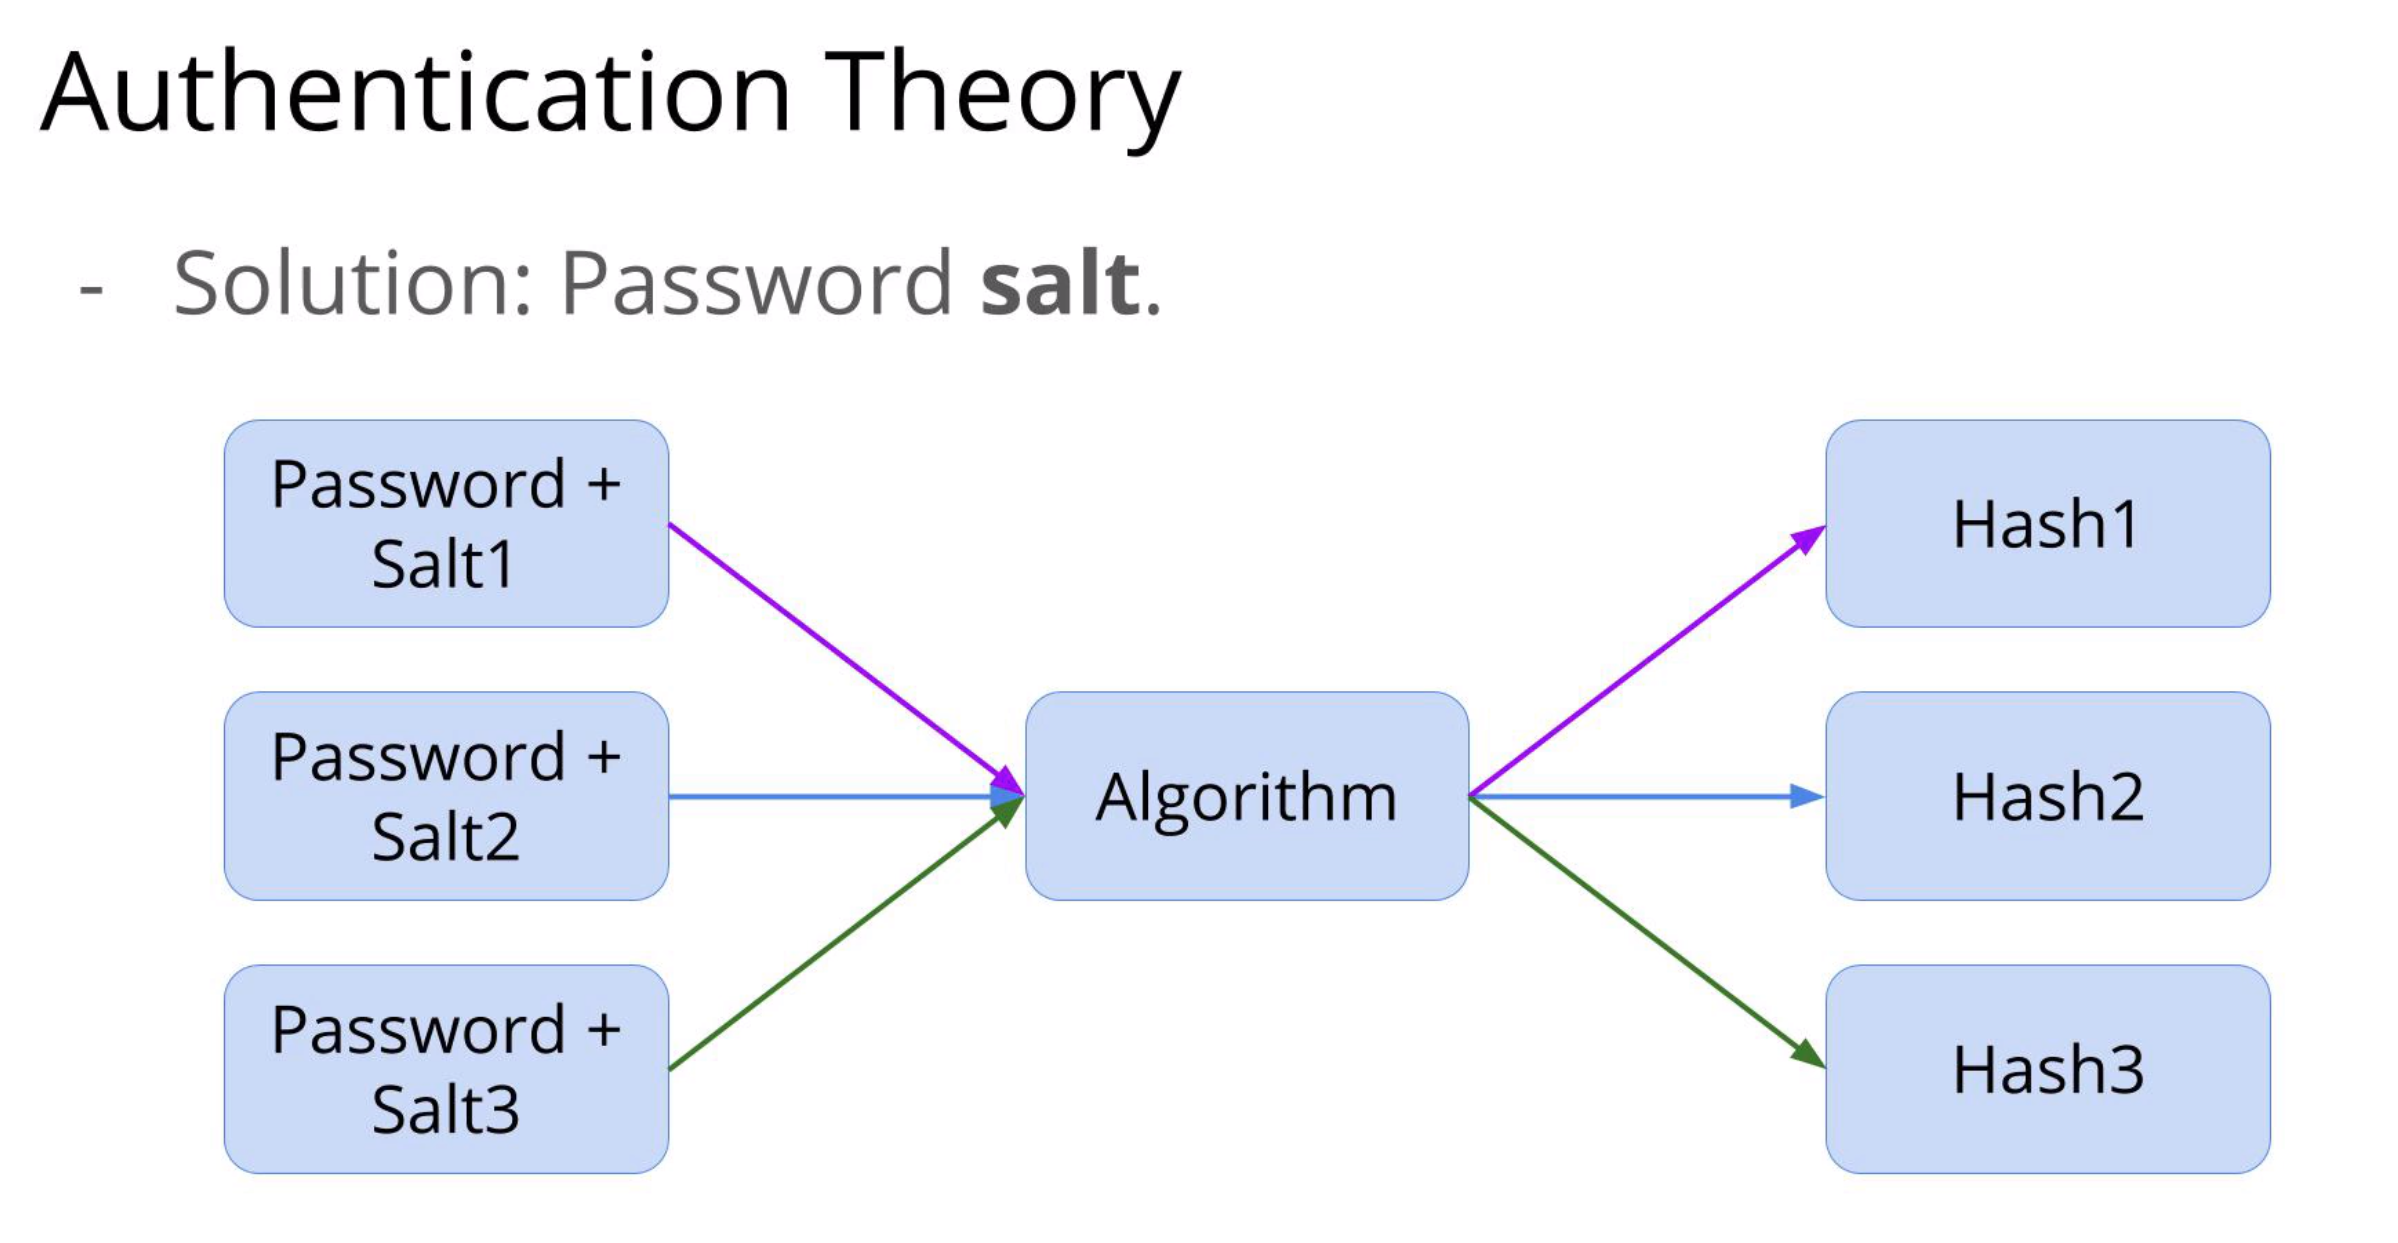 Authentication Theory
- Solution: Password salt.
Password +
Salt1
Password +
Salt2
Password +
Salt3
Algorithm
Hash1
Hash2
Hash3